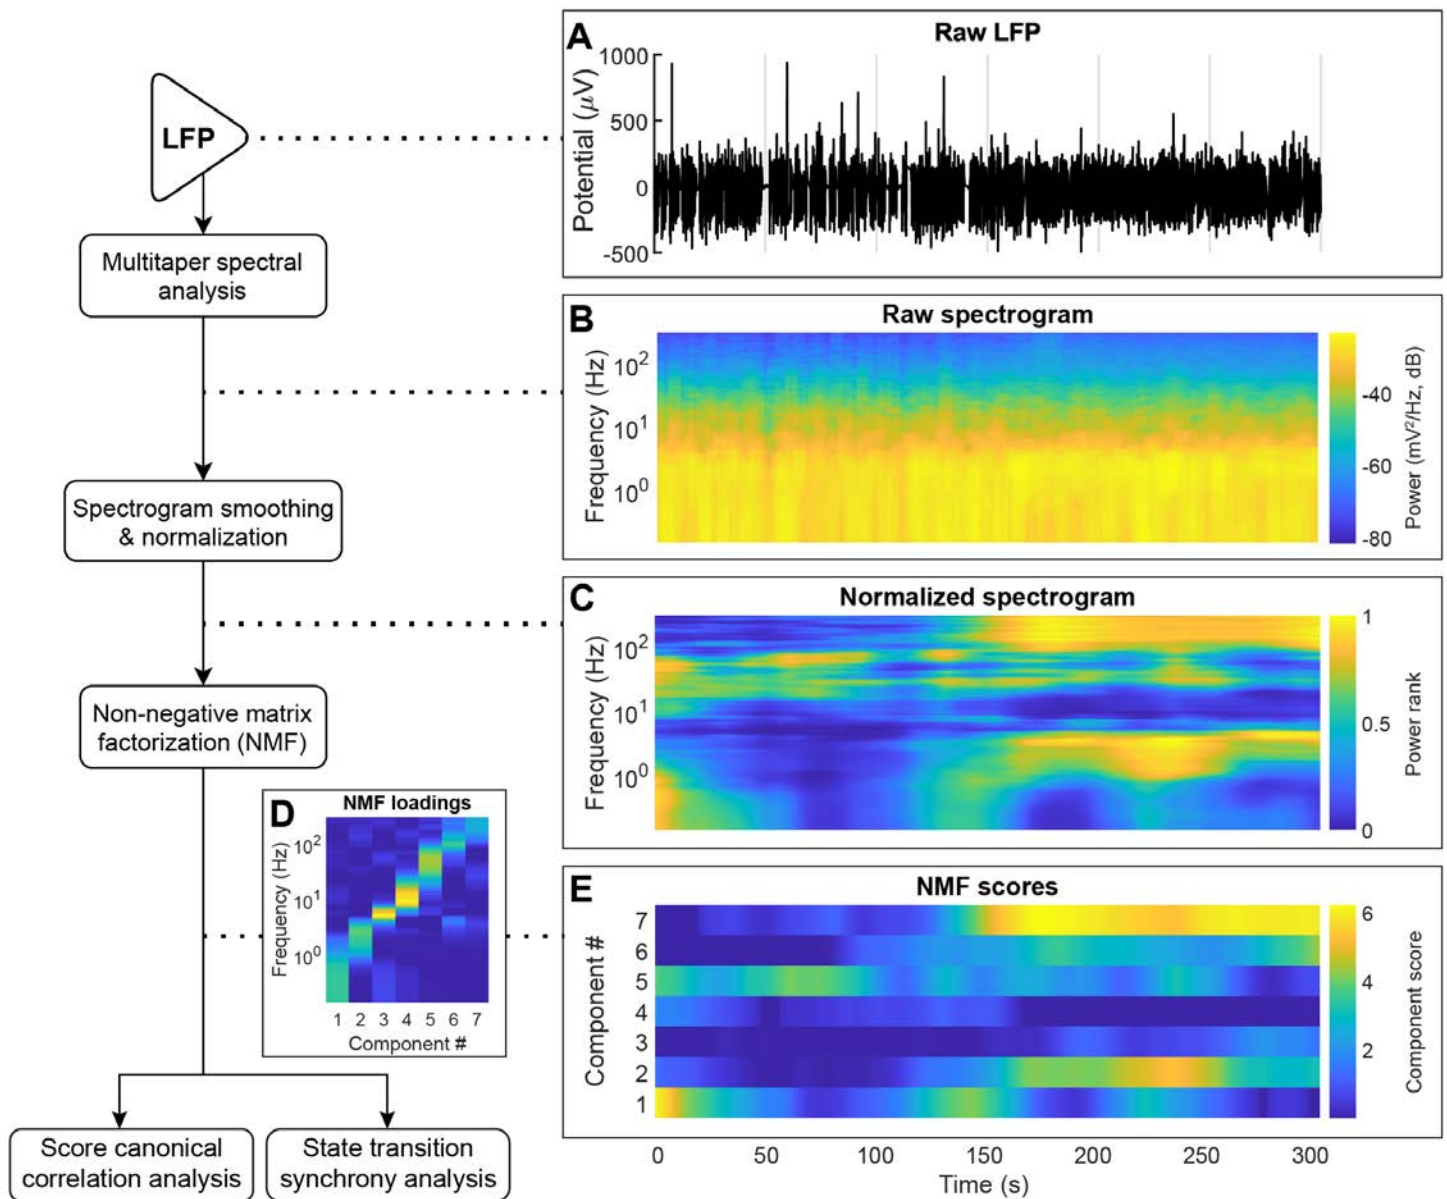 LFP
Multitaper spectral
analysis
Spectrogram smoothing
& normalization
Non-negative matrix
factorization (NMF)
D
NMF loadings
10²
10¹
10⁰
Frequency (Hz)
1 2 3 4 5 6 7
Component #
Score canonical
correlation analysis
State transition
synchrony analysis
A
Raw LFP
1000
500
0
-500
Potential (μV)
B
Raw spectrogram
10²
10¹
10⁰
Frequency (Hz)
-40
-60
-80
Power (mV²/Hz, dB)
C
Normalized spectrogram
10²
10¹
10⁰
Frequency (Hz)
1
0.5
0
Power rank
E
NMF scores
7
6
5
4
3
2
1
Component #
6
4
2
Component score
0 50 100 150 200 250 300
Time (s)